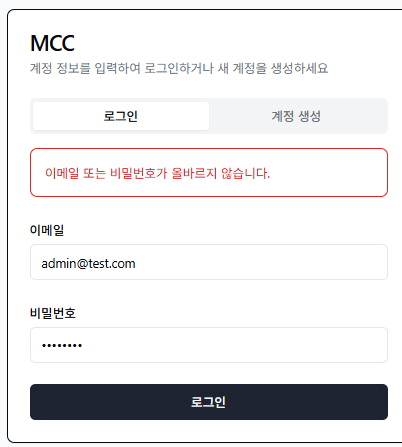 MCC
계정 정보를 입력하여 로그인하거나 새 계정을 생성하세요
로그인
계정 생성
이메일 또는 비밀번호가 올바르지 않습니다.
이메일
admin@test.com
비밀번호
••••••••
로그인